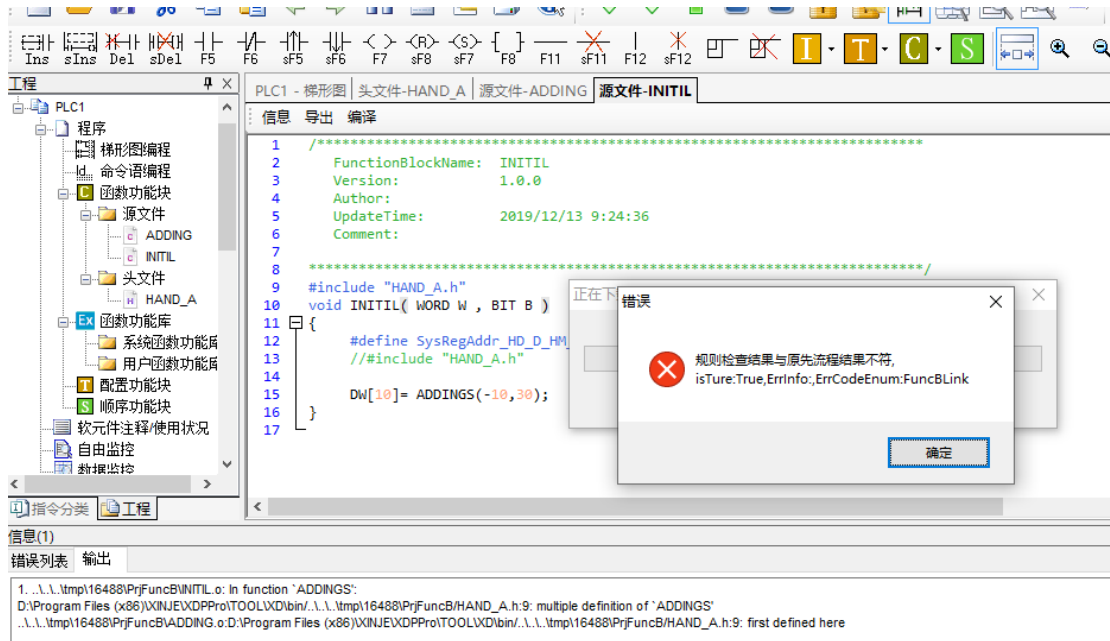 Ins sIns Del sDel F5 F6 sF5 sF6 F7 sF8 sF7 F8 F11 sF11 F12 sF12 I T C S
工程
PLC1 - 梯形图 头文件-HAND_A 源文件-ADDING 源文件-INITIL
信息 导出 编译
PLC1
程序
梯形图编程
命令语编程
函数功能块
源文件
ADDING
INITIL
头文件
HAND_A
函数功能库
系统函数功能库
用户函数功能库
配置功能块
顺序功能块
软元件注释/使用状况
自由监控
数据监控
指令分类 工程
1 /*************************************************************************
2 FunctionBlockName: INITIL
3 Version: 1.0.0
4 Author:
5 UpdateTime: 2019/12/13 9:24:36
6 Comment:
7
8 *************************************************************************/
9 #include "HAND_A.h"
10 void INITIL( WORD W , BIT B )
11 {
12 #define SysRegAddr_HD_D_HM_
13 //#include "HAND_A.h"
14
15 DW[10]= ADDINGS(-10,30);
16 }
17
正在下
错误
规则检查结果与原先流程结果不符,
isTure:True,ErrInfo:,ErrCodeEnum:FuncBLink
确定
信息(1)
错误列表 输出
1. ..\..\..\tmp\16488\PrjFuncB\INITIL.o: In function `ADDINGS':
D:\Program Files (x86)\XINJE\XDPPro\TOOL\XD\bin/..\..\..\tmp\16488\PrjFuncB/HAND_A.h:9: multiple definition of `ADDINGS'
..\..\..\tmp\16488\PrjFuncB\ADDING.o:D:\Program Files (x86)\XINJE\XDPPro\TOOL\XD\bin/..\..\..\tmp\16488\PrjFuncB/HAND_A.h:9: first defined here